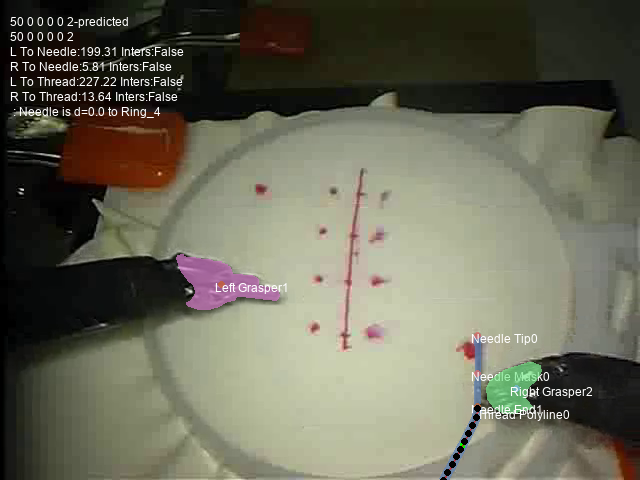 50 0 0 0 0 2-predicted
50 0 0 0 0 2
L To Needle:199.31 Inters:False
R To Needle:5.81 Inters:False
L To Thread:227.22 Inters:False
R To Thread:13.64 Inters:False
: Needle is d=0.0 to Ring_4
Left Grasper1
Needle Tip0
Needle Mask0
Right Grasper2
Needle End1
Thread Polyline0